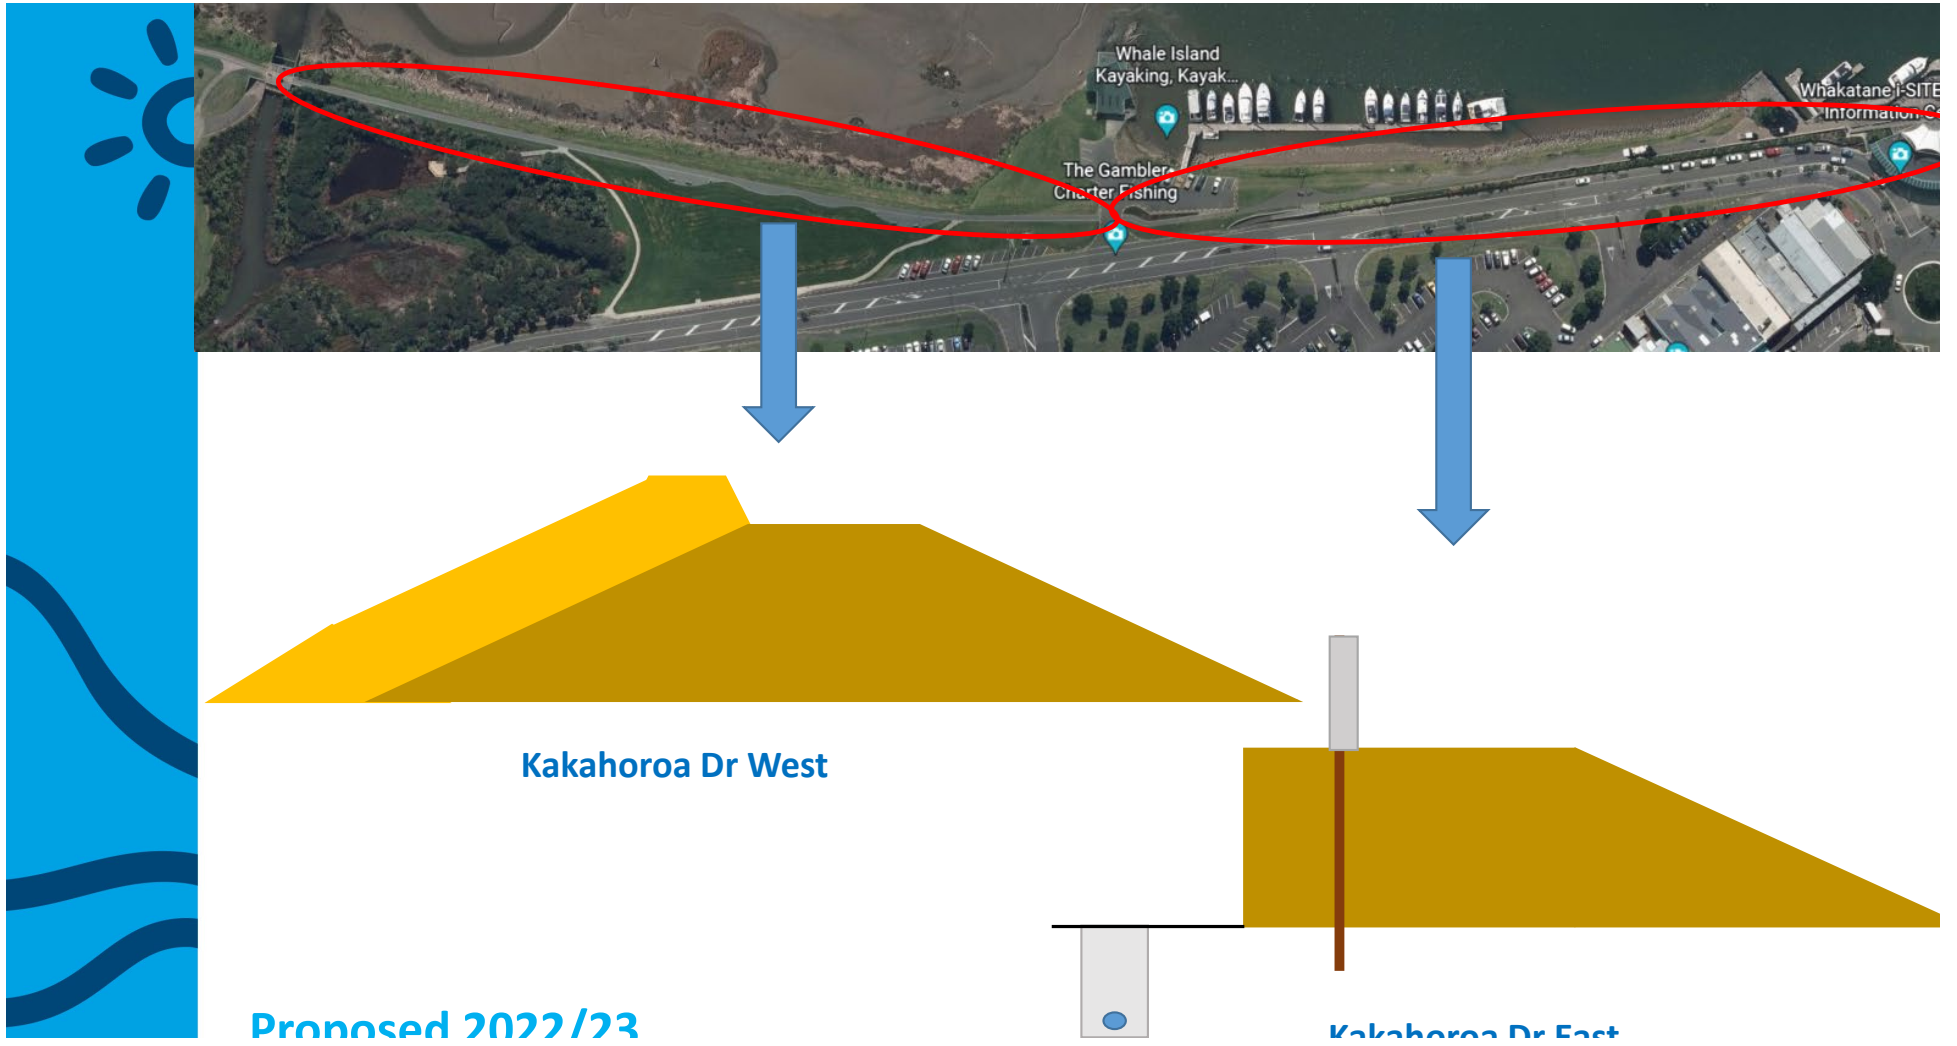 Whale Island
Kayaking, Kayak...
Whakatane i-SITE
Information C
The Gambler
Charter Fishing
Kakahoroa Dr West
Proposed 2022/23
Kakahoroa Dr East